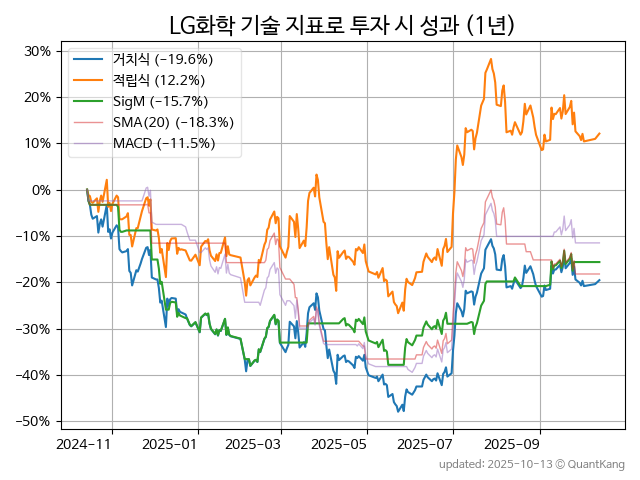 LG화학 기술 지표로 투자 시 성과 (1년)
30%
20%
10%
0%
−10%
−20%
−30%
−40%
−50%
거치식 (−19.6%)
적립식 (12.2%)
SigM (−15.7%)
SMA(20) (−18.3%)
MACD (−11.5%)
2024-11
2025-01
2025-03
2025-05
2025-07
2025-09
updated: 2025-10-13 © QuantKang